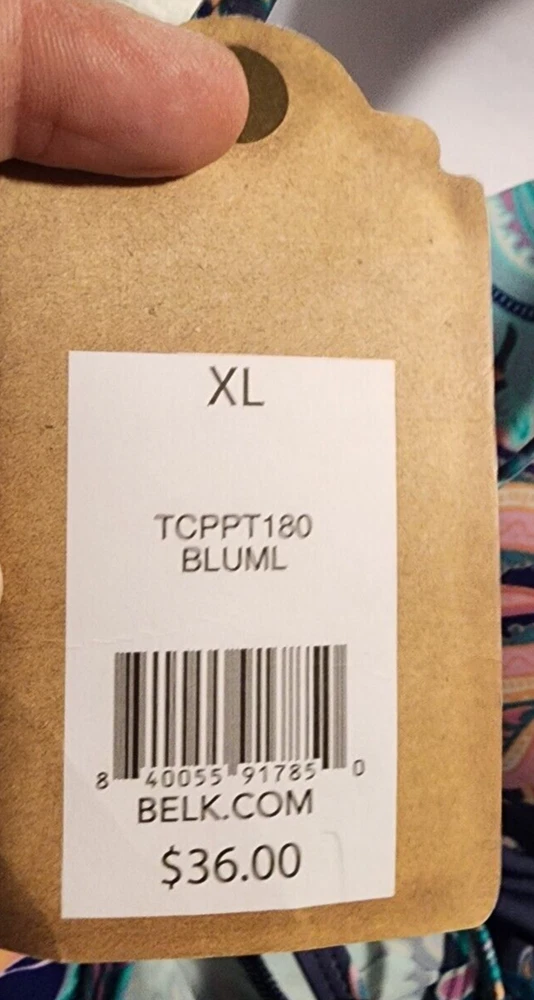 XL
TCPPT180
BLUML
8 40055 91785 0
BELK.COM
$36.00